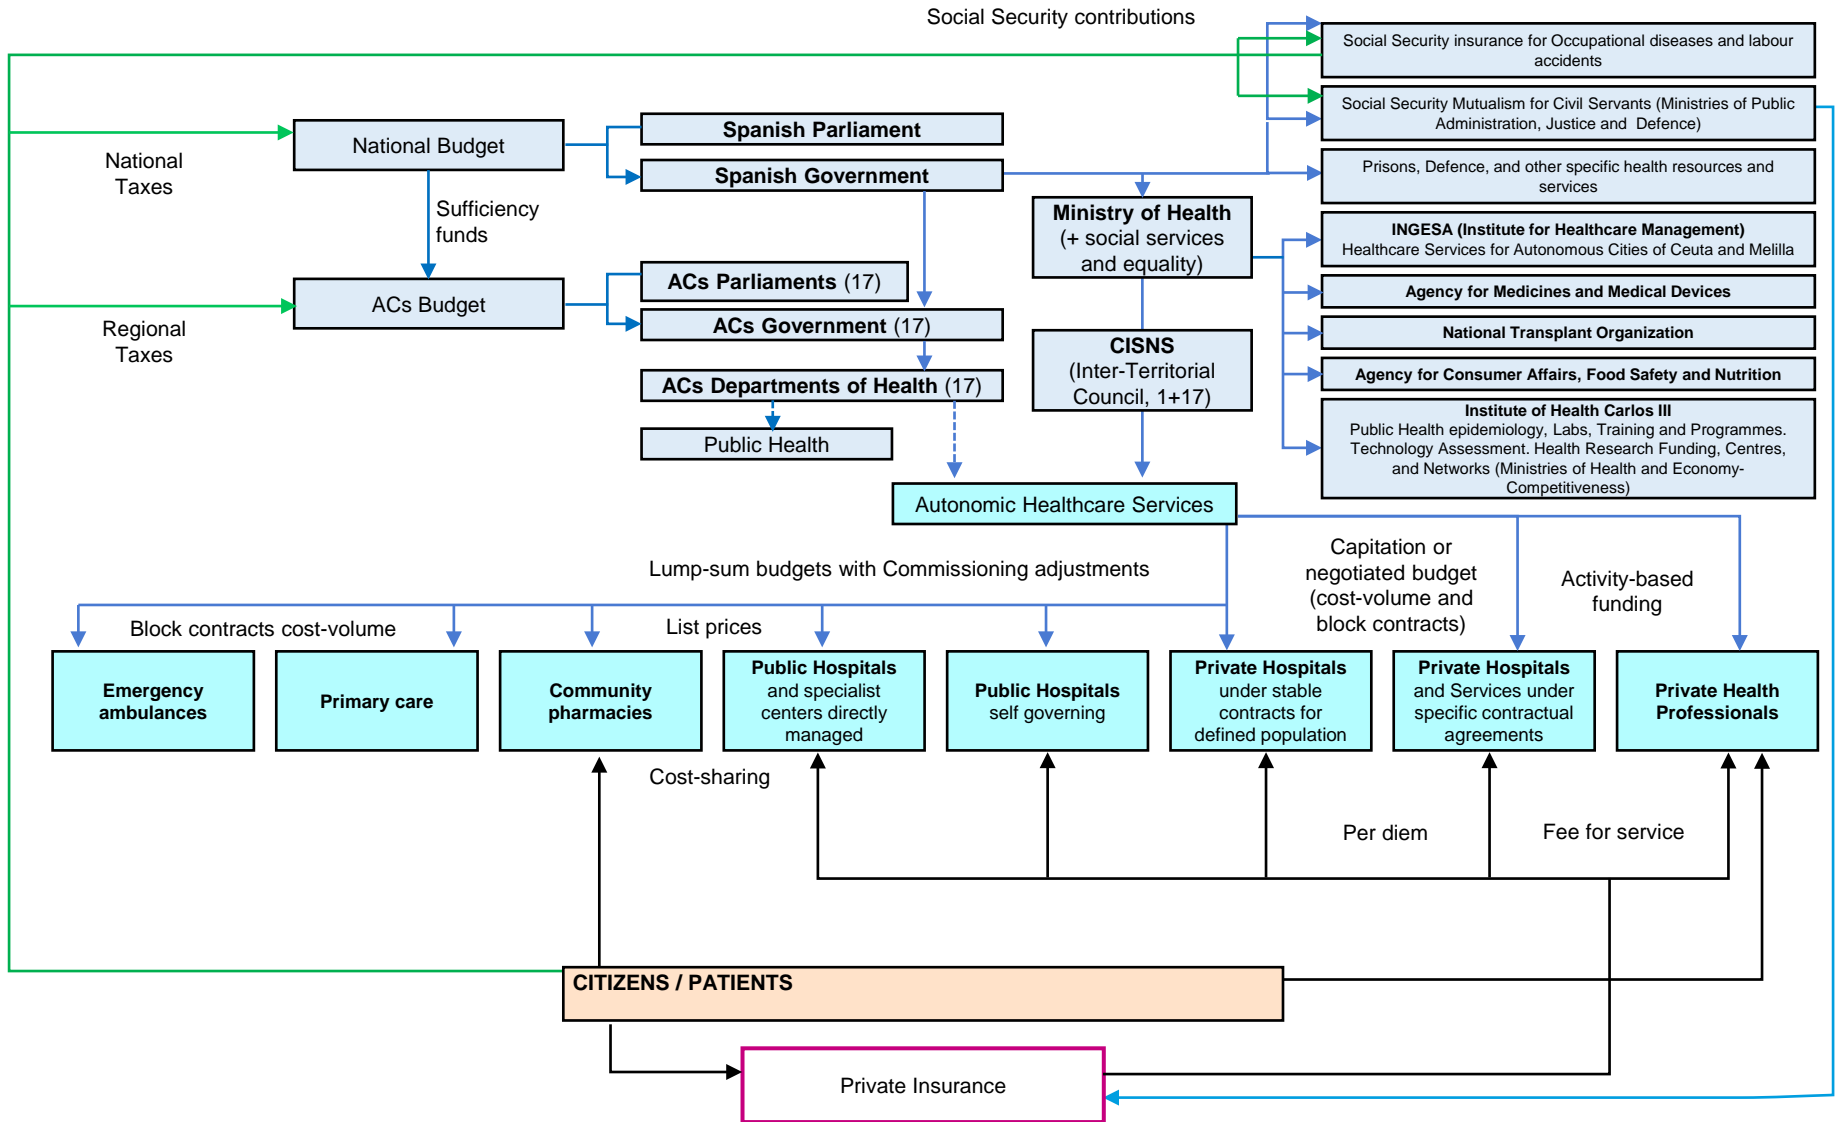 Social Security contributions
Social Security insurance for Occupational diseases and labour
accidents
Social Security Mutualism for Civil Servants (Ministries of Public
Administration, Justice and Defence)
Prisons, Defence, and other specific health resources and
services
National
Taxes
National Budget
Spanish Parliament
Spanish Government
Sufficiency
funds
Ministry of Health
(+ social services
and equality)
INGESA (Institute for Healthcare Management)
Healthcare Services for Autonomous Cities of Ceuta and Melilla
Agency for Medicines and Medical Devices
National Transplant Organization
Agency for Consumer Affairs, Food Safety and Nutrition
Institute of Health Carlos III
Public Health epidemiology, Labs, Training and Programmes.
Technology Assessment. Health Research Funding, Centres,
and Networks (Ministries of Health and Economy-
Competitiveness)
Regional
Taxes
ACs Budget
ACs Parliaments (17)
ACs Government (17)
ACs Departments of Health (17)
Public Health
CISNS
(Inter-Territorial
Council, 1+17)
Autonomic Healthcare Services
Lump-sum budgets with Commissioning adjustments
Capitation or
negotiated budget
(cost-volume and
block contracts)
Activity-based
funding
Block contracts cost-volume
List prices
Emergency
ambulances
Primary care
Community
pharmacies
Public Hospitals
and specialist
centers directly
managed
Public Hospitals
self governing
Private Hospitals
under stable
contracts for
defined population
Private Hospitals
and Services under
specific contractual
agreements
Private Health
Professionals
Cost-sharing
Per diem
Fee for service
CITIZENS / PATIENTS
Private Insurance